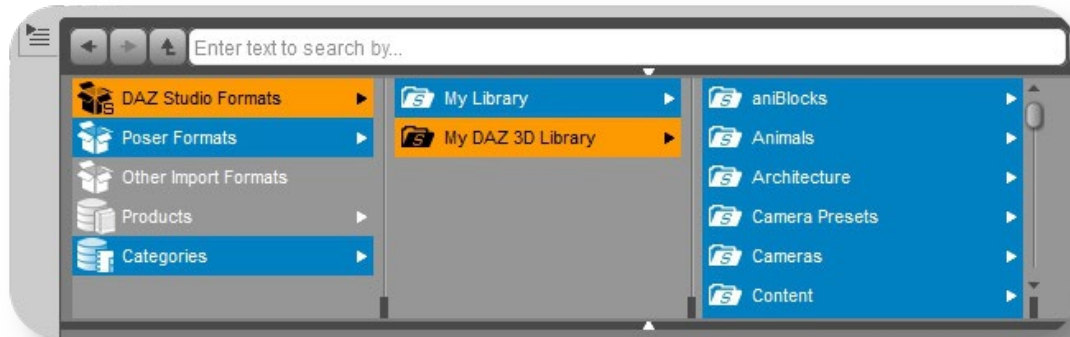 Enter text to search by...
DAZ Studio Formats
Poser Formats
Other Import Formats
Products
Categories
My Library
My DAZ 3D Library
aniBlocks
Animals
Architecture
Camera Presets
Cameras
Content